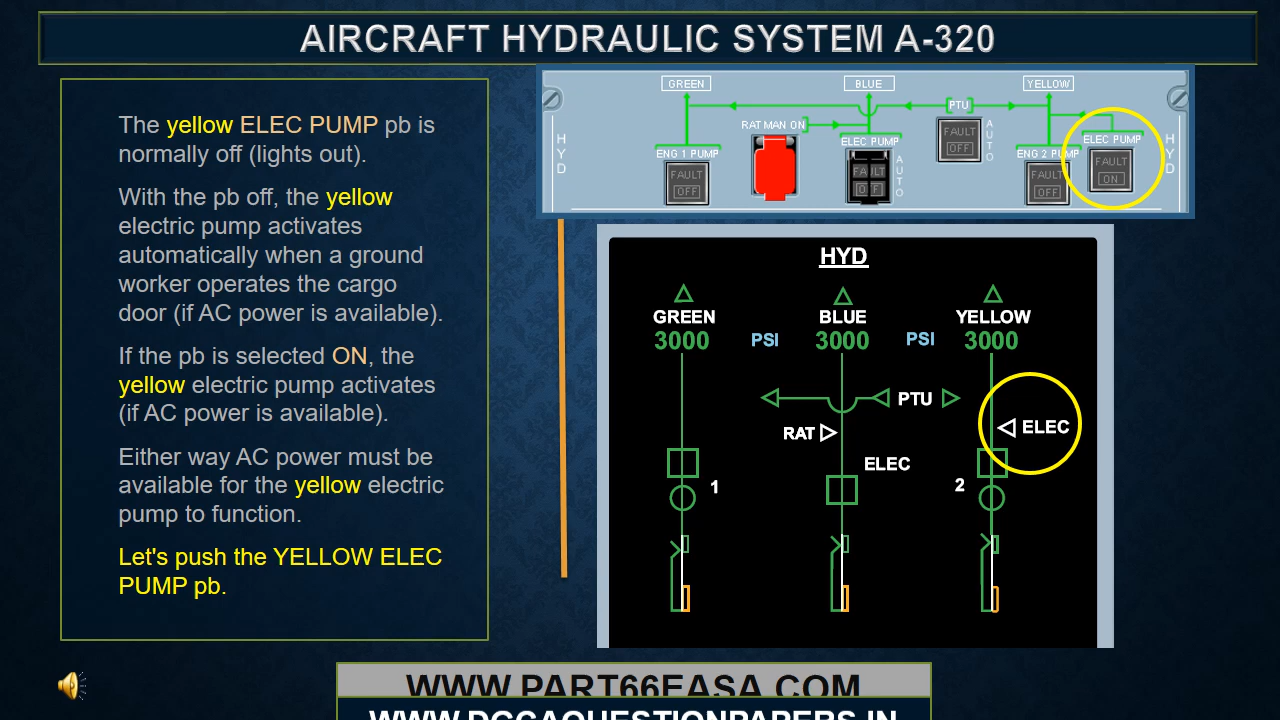 AIRCRAFT HYDRAULIC SYSTEM A-320
The yellow ELEC PUMP pb is
normally off (lights out).
With the pb off, the yellow
electric pump activates
automatically when a ground
worker operates the cargo
door (if AC power is available).
If the pb is selected ON, the
yellow electric pump activates
(if AC power is available).
Either way AC power must be
available for the yellow electric
pump to function.
Let's push the YELLOW ELEC
PUMP pb.
GREEN BLUE YELLOW
PTU
RAT MAN ON
HYD
ENG 1 PUMP
FAULT
OFF
ELEC PUMP
FAULT
OFF
AUTO
FAULT
OFF
AUTO
ENG 2 PUMP
FAULT
OFF
ELEC PUMP
FAULT
ON
HYD
HYD
GREEN BLUE YELLOW
3000 PSI 3000 PSI 3000
PTU
RAT ELEC
ELEC
1 2
WWW.PART66EASA.COM
WWW.DGCAQUESTIONPAPERS.IN